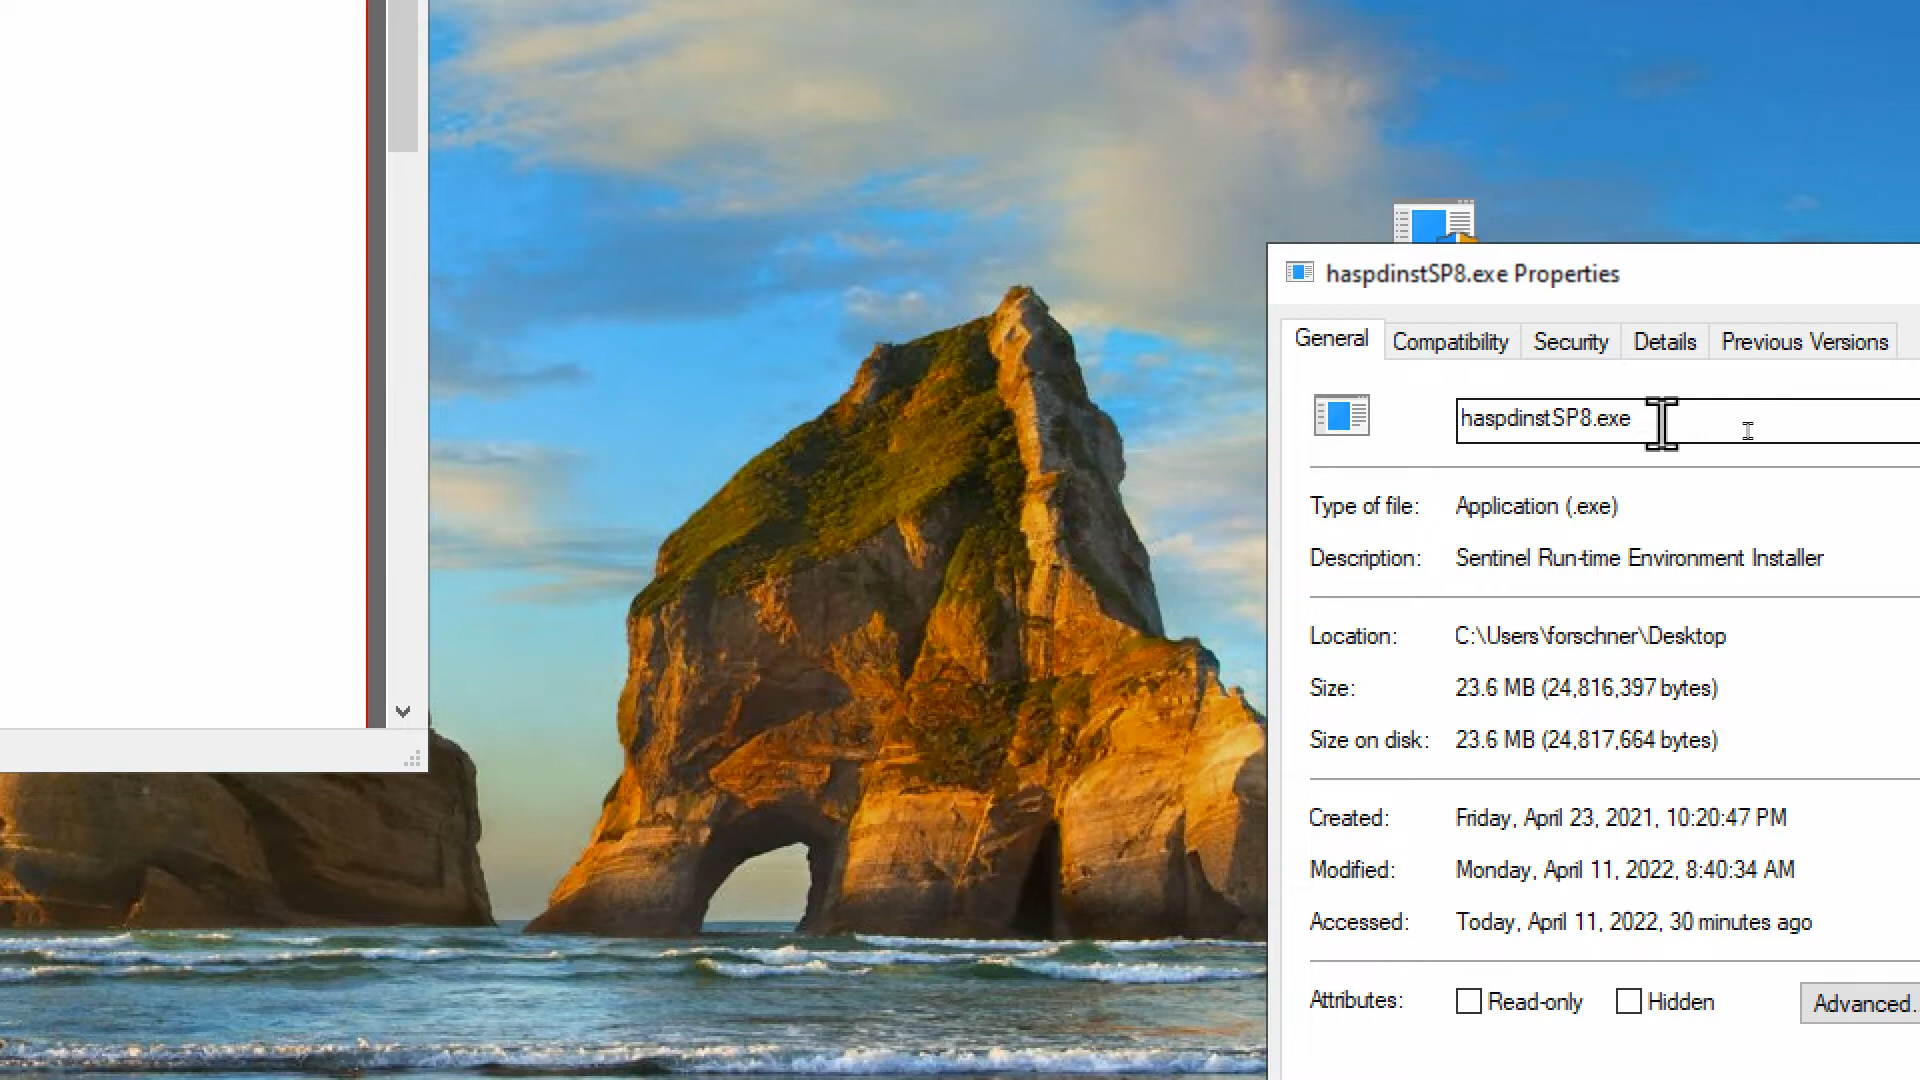 haspdinstSP8.exe Properties
General Compatibility Security Details Previous Versions
haspdinstSP8.exe
Type of file: Application (.exe)
Description: Sentinel Run-time Environment Installer
Location: C:\Users\forschner\Desktop
Size: 23.6 MB (24,816,397 bytes)
Size on disk: 23.6 MB (24,817,664 bytes)
Created: Friday, April 23, 2021, 10:20:47 PM
Modified: Monday, April 11, 2022, 8:40:34 AM
Accessed: Today, April 11, 2022, 30 minutes ago
Attributes: Read-only Hidden Advanced.